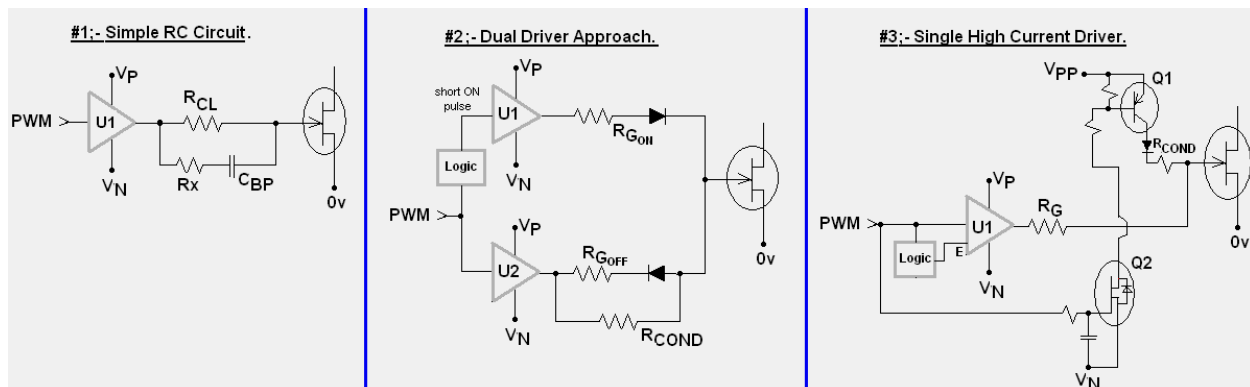 #1;- Simple RC Circuit.
VP
PWM
U1
RCL
Rx
CBP
VN
0v
#2;- Dual Driver Approach.
VP
short ON
pulse
U1
RGON
VN
Logic
PWM
VP
U2
RGOFF
VN
RCOND
0v
#3;- Single High Current Driver.
VPP
Q1
RCOND
VP
PWM
U1
RG
Logic
E
VN
0v
Q2
VN